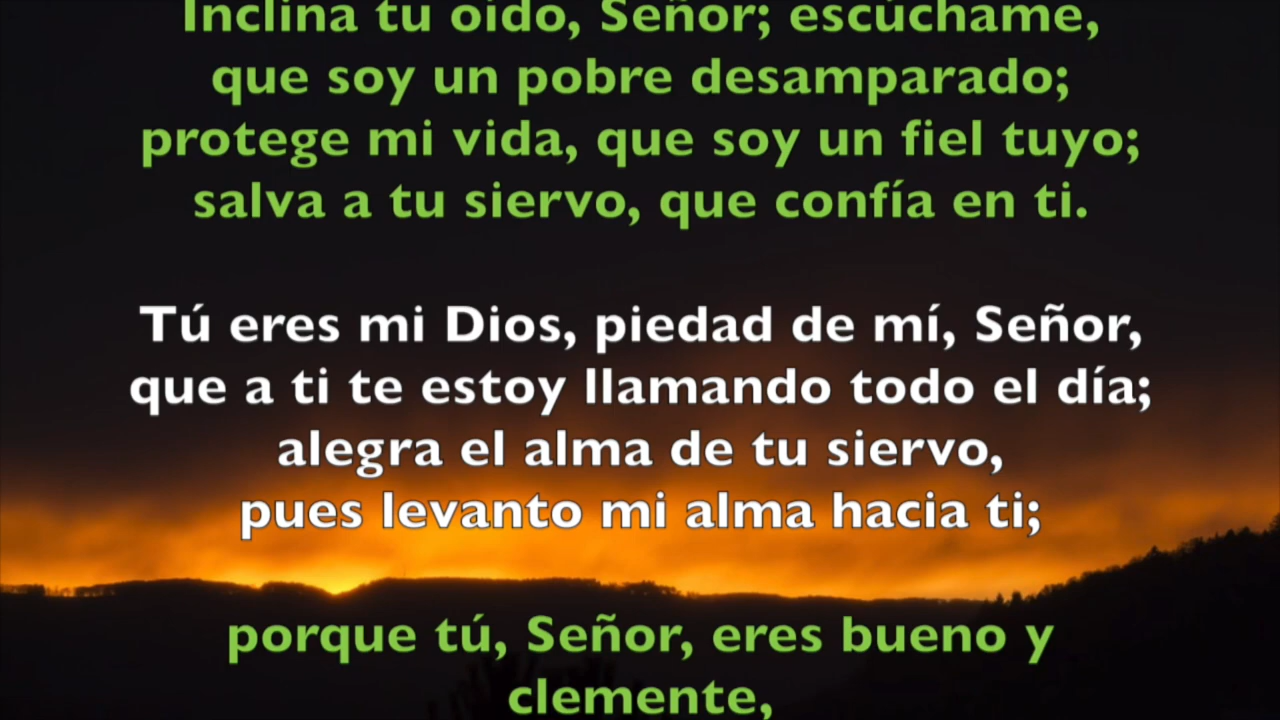 Inclina tu oído, Señor; escúchame,
que soy un pobre desamparado;
protege mi vida, que soy un fiel tuyo;
salva a tu siervo, que confía en ti.
Tú eres mi Dios, piedad de mí, Señor,
que a ti te estoy llamando todo el día;
alegra el alma de tu siervo,
pues levanto mi alma hacia ti;
porque tú, Señor, eres bueno y
clemente,